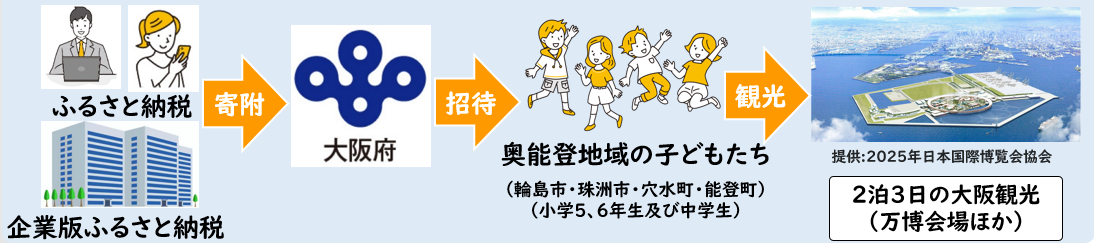 ふるさと納税
企業版ふるさと納税
寄附
大阪府
招待
奥能登地域の子どもたち
（輪島市・珠洲市・穴水町・能登町）
（小学5、6年生及び中学生）
観光
提供:2025年日本国際博覧会協会
2泊3日の大阪観光
（万博会場ほか）